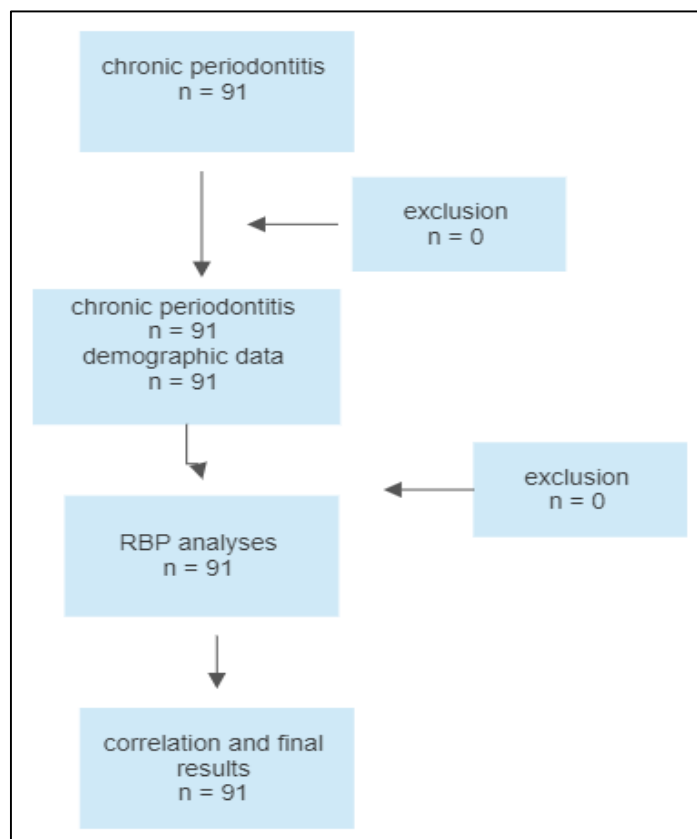 chronic periodontitis
n = 91
exclusion
n = 0
chronic periodontitis
n = 91
demographic data
n = 91
exclusion
n = 0
RBP analyses
n = 91
correlation and final
results
n = 91